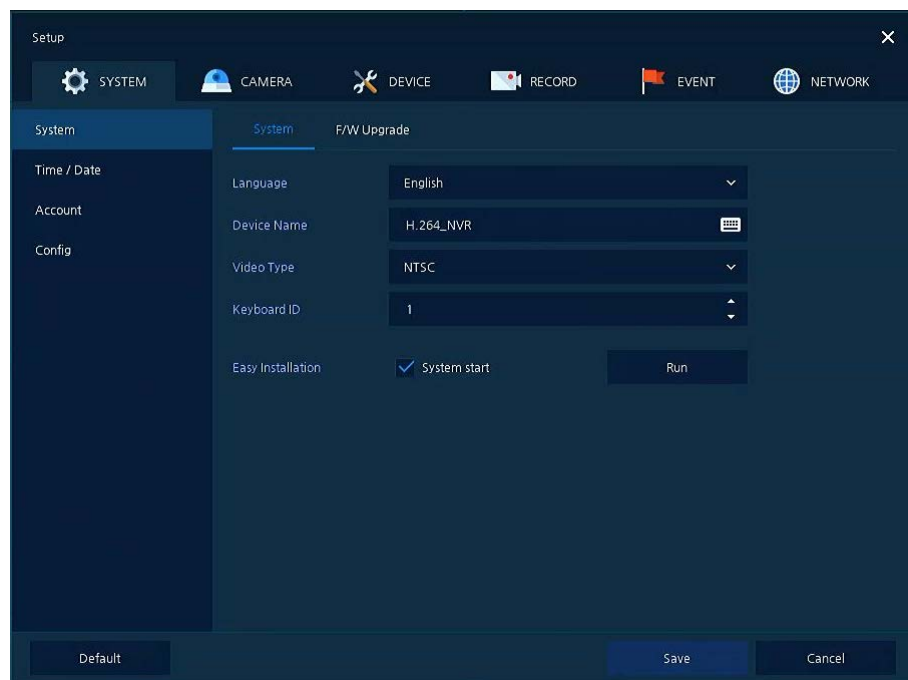 Setup
SYSTEM CAMERA DEVICE RECORD EVENT NETWORK
System
Time / Date
Account
Config
System F/W Upgrade
Language English
Device Name H.264_NVR
Video Type NTSC
Keyboard ID 1
Easy Installation System start Run
Default Save Cancel